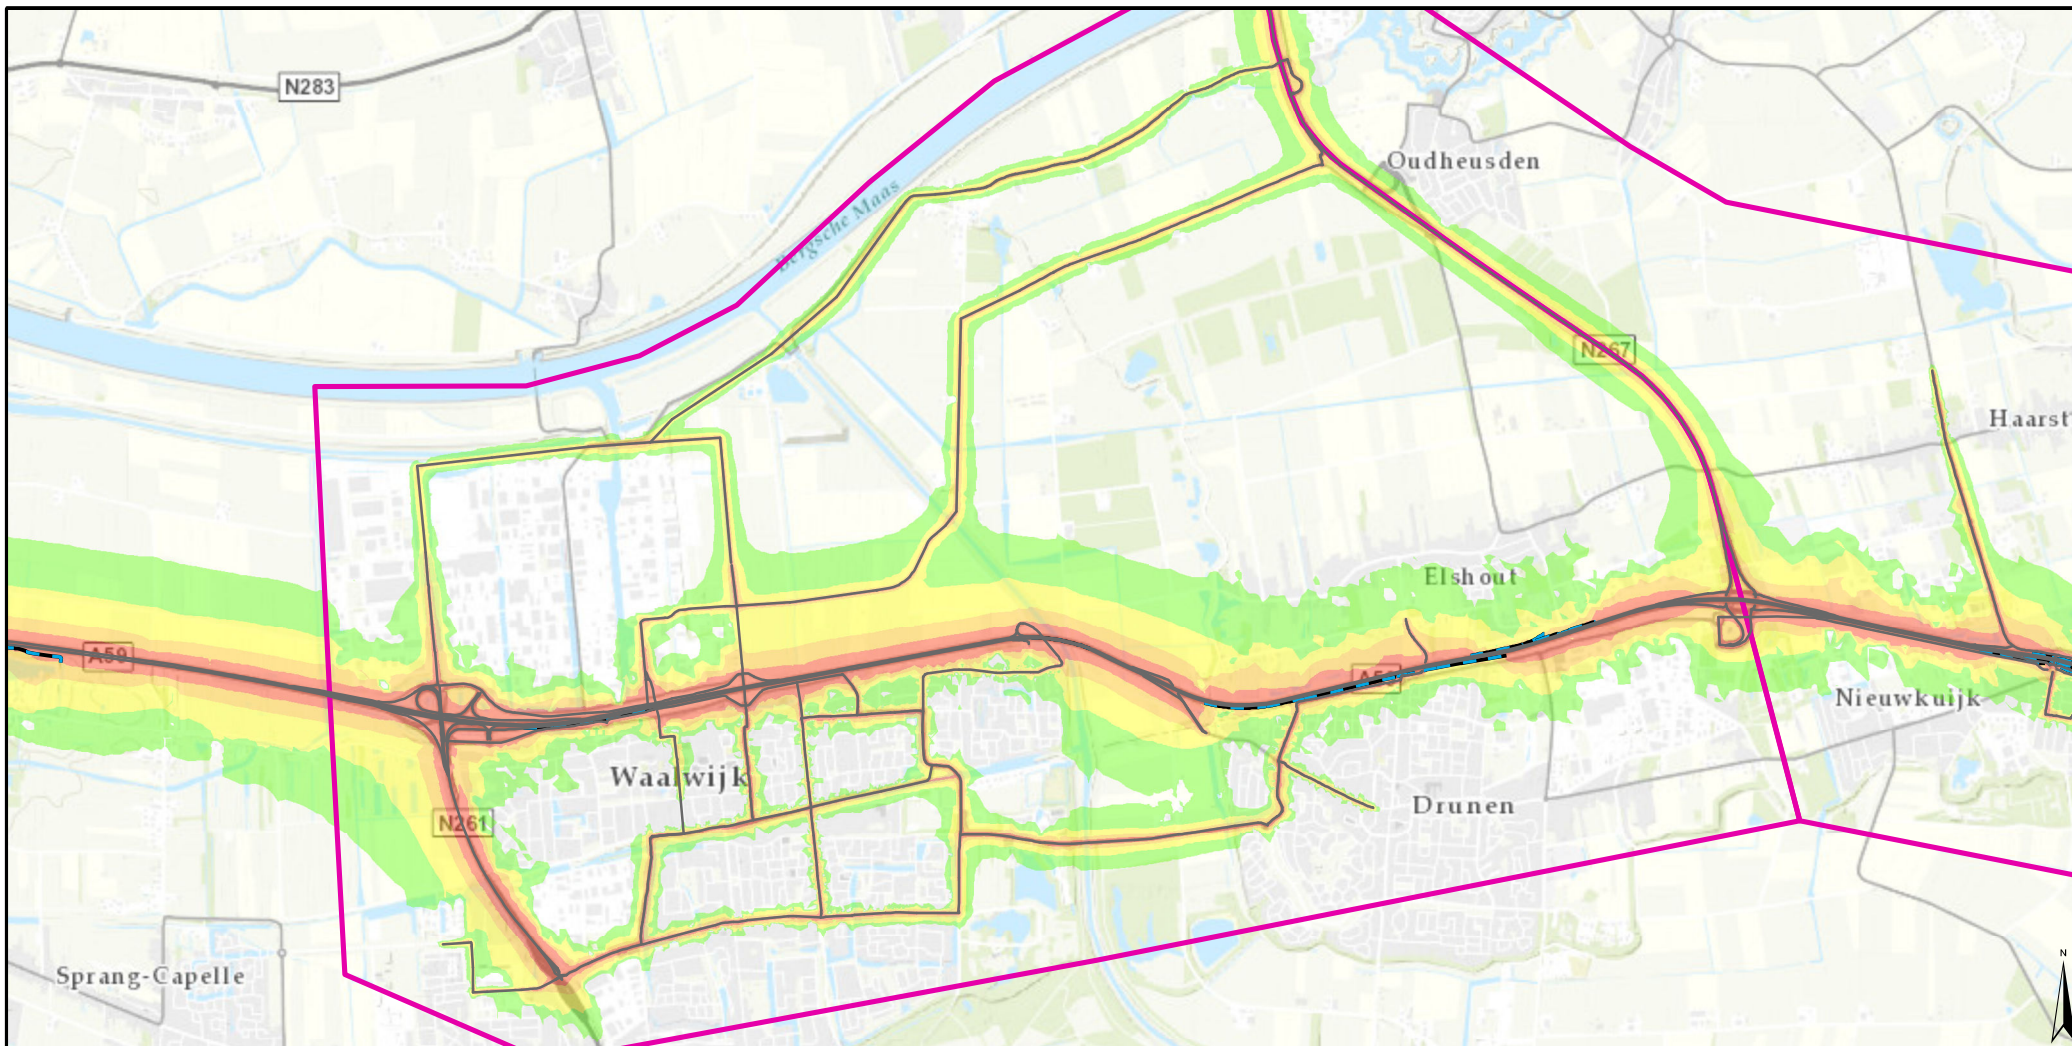 N283
Oudheusden
Bergsche Maas
N267
Haarst
Elshout
A59
Nieuwkuijk
Waalwijk
Drunen
N261
Sprang-Capelle
N